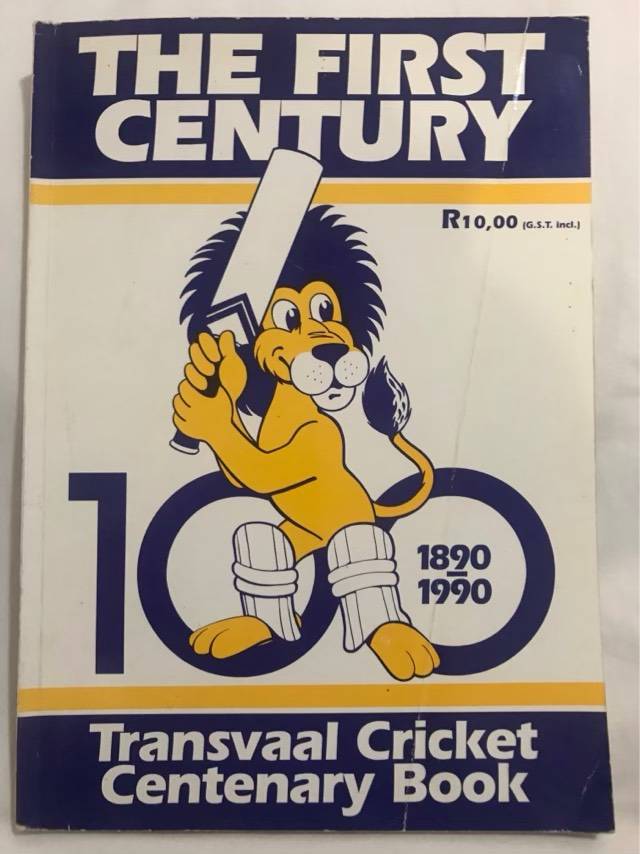 THE FIRST
CENTURY
R10,00 (G.S.T. Incl.)
100
1890
1990
Transvaal Cricket
Centenary Book